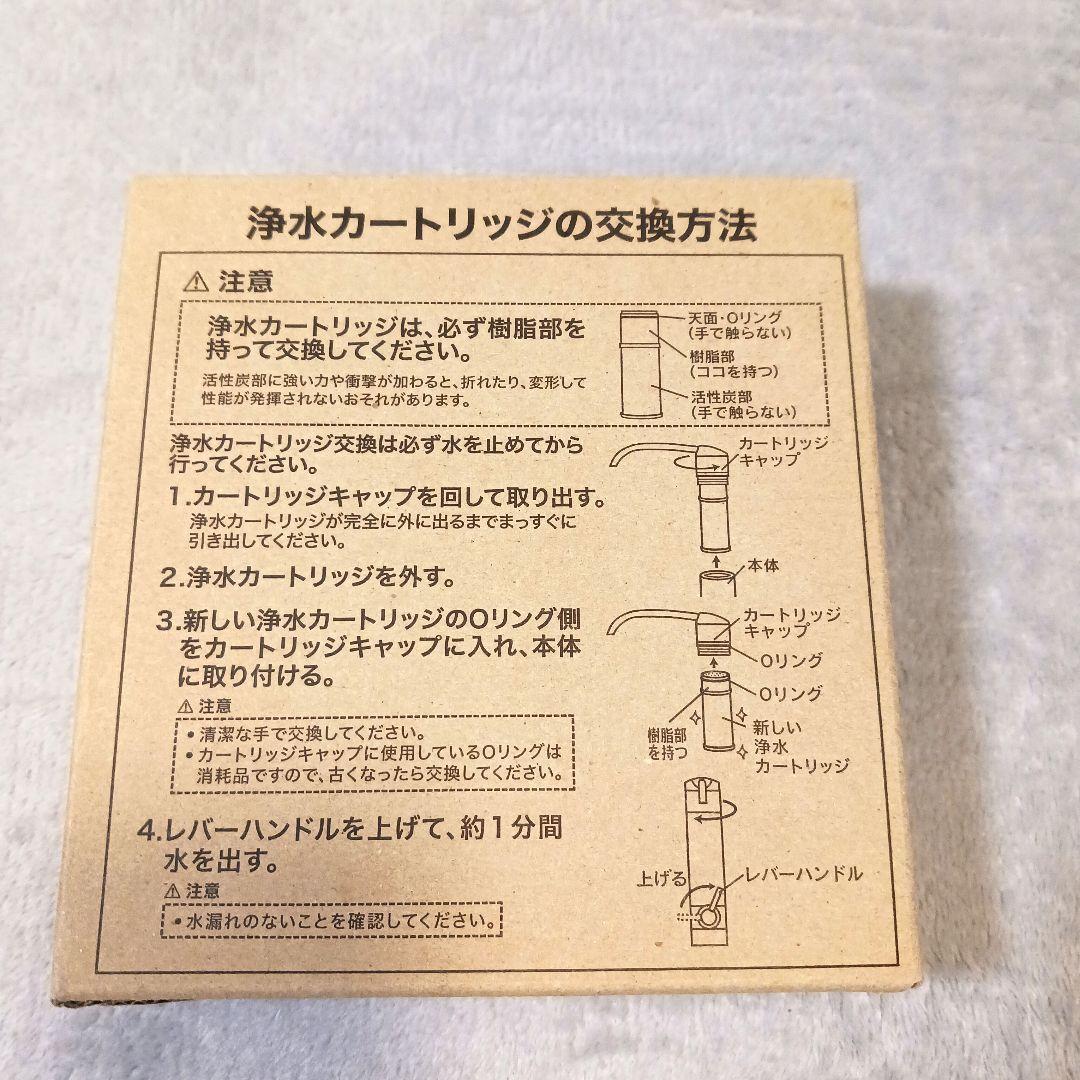 浄水カートリッジの交換方法
⚠ 注意
浄水カートリッジは、必ず樹脂部を
持って交換してください。
活性炭部に強い力や衝撃が加わると、折れたり、変形して
性能が発揮されないおそれがあります。
天面・Oリング
(手で触らない)
樹脂部
(ココを持つ)
活性炭部
(手で触らない)
浄水カートリッジ交換は必ず水を止めてから
行ってください。
1.カートリッジキャップを回して取り出す。
浄水カートリッジが完全に外に出るまでまっすぐに
引き出してください。
カートリッジ
キャップ
本体
2.浄水カートリッジを外す。
3.新しい浄水カートリッジのOリング側
をカートリッジキャップに入れ、本体
に取り付ける。
⚠ 注意
・清潔な手で交換してください。
・カートリッジキャップに使用しているOリングは
消耗品ですので、古くなったら交換してください。
カートリッジ
キャップ
Oリング
Oリング
樹脂部
を持つ
新しい
浄水
カートリッジ
4.レバーハンドルを上げて、約1分間
水を出す。
⚠ 注意
・水漏れのないことを確認してください。
上げる
レバーハンドル